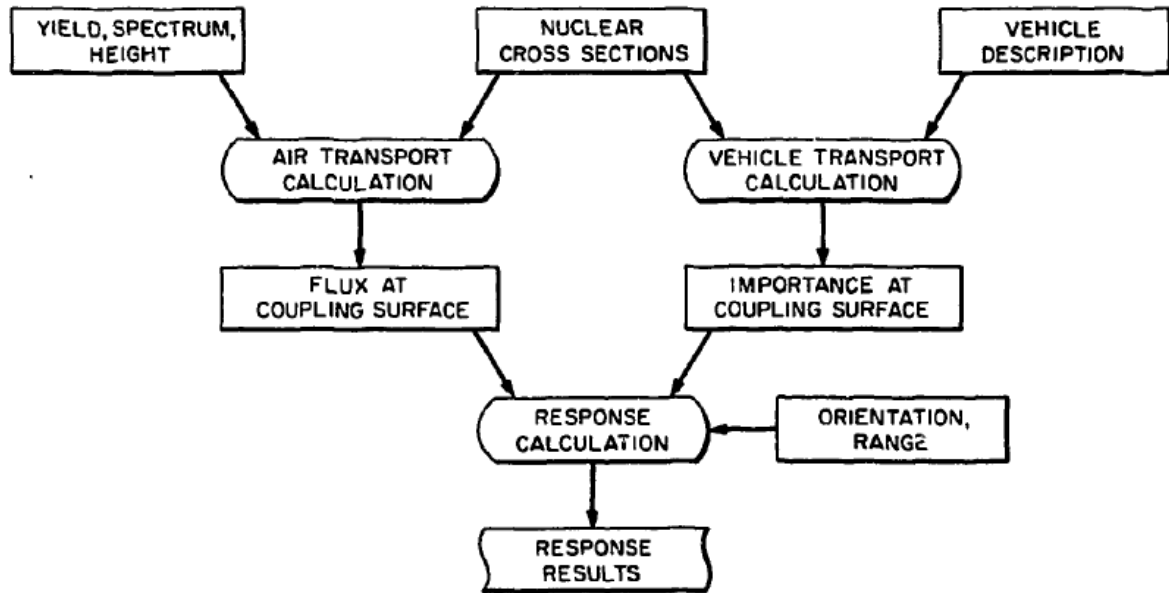 YIELD, SPECTRUM,
HEIGHT
NUCLEAR
CROSS SECTIONS
VEHICLE
DESCRIPTION
AIR TRANSPORT
CALCULATION
VEHICLE TRANSPORT
CALCULATION
FLUX AT
COUPLING SURFACE
IMPORTANCE AT
COUPLING SURFACE
RESPONSE
CALCULATION
ORIENTATION,
RANGE
RESPONSE
RESULTS